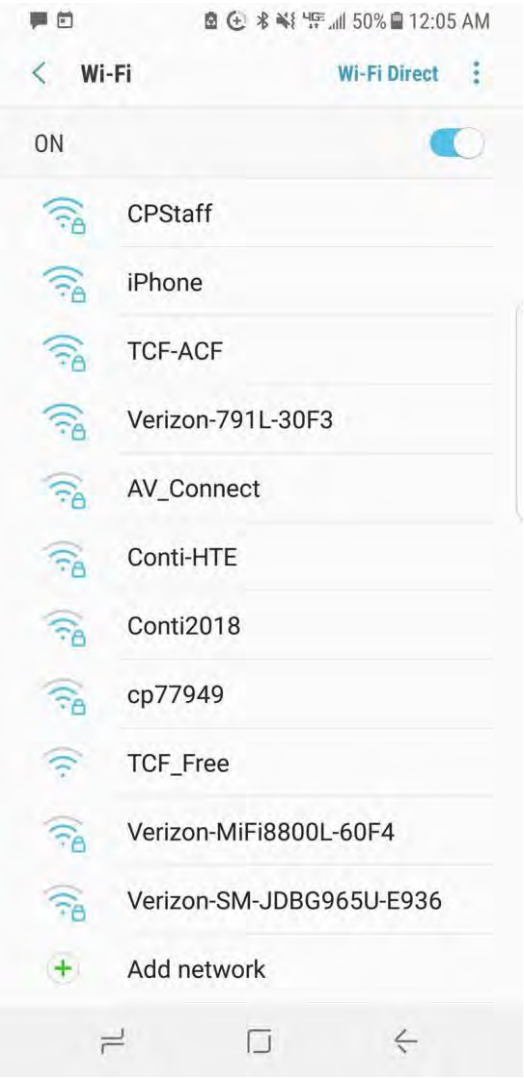 4G 50% 12:05 AM
Wi-Fi Wi-Fi Direct
ON
CPStaff
iPhone
TCF-ACF
Verizon-791L-30F3
AV_Connect
Conti-HTE
Conti2018
cp77949
TCF_Free
Verizon-MiFi8800L-60F4
Verizon-SM-JDBG965U-E936
Add network